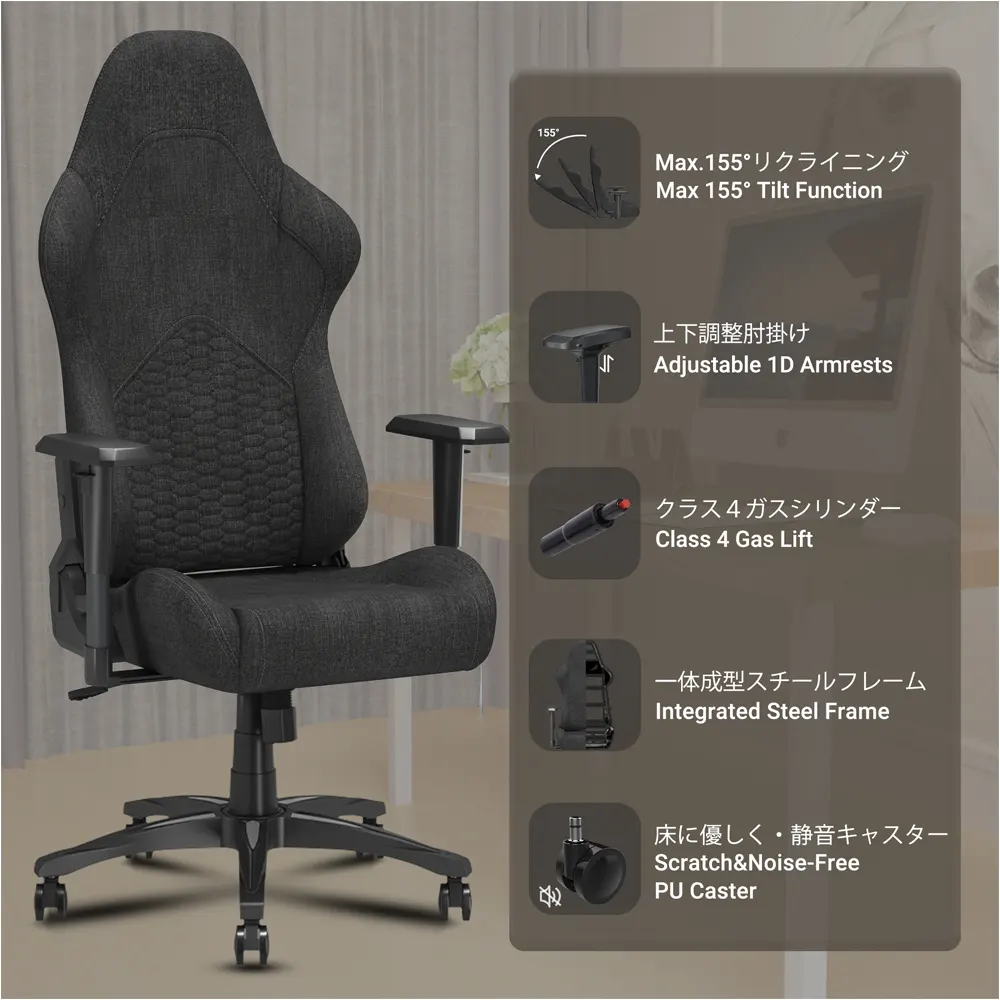 155°
Max.155°リクライニング
Max 155° Tilt Function
上下調整肘掛け
Adjustable 1D Armrests
クラス4ガスシリンダー
Class 4 Gas Lift
一体成型スチールフレーム
Integrated Steel Frame
床に優しく・静音キャスター
Scratch&Noise-Free
PU Caster